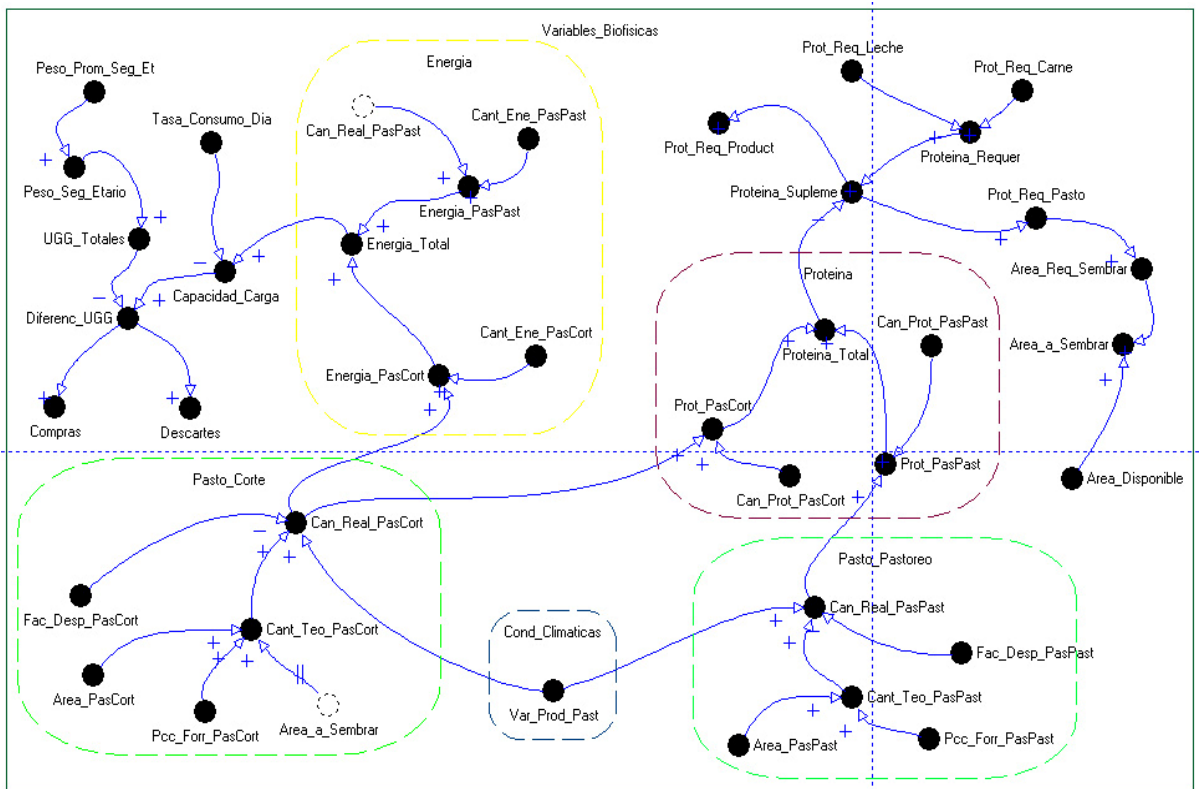 Variables_Biofisicas
Prot_Req_Leche
Peso_Prom_Seg_Et
Energia
Prot_Req_Carne
Tasa_Consumo_Dia
Can_Real_PasPast
Cant_Ene_PasPast
Prot_Req_Product
Proteina_Requer
Peso_Seg_Etario
Proteina_Supleme
Prot_Req_Pasto
Energia_PasPast
UGG_Totales
Energia_Total
Area_Req_Sembrar
Proteina
Capacidad_Carga
Diferenc_UGG
Cant_Ene_PasCort
Can_Prot_PasPast
Area_a_Sembrar
Proteina_Total
Energia_PasCort
Prot_PasCort
Compras
Descartes
Prot_PasPast
Pasto_Corte
Area_Disponible
Can_Prot_PasCort
Can_Real_PasCort
Pasto_Pastoreo
Fac_Desp_PasCort
Can_Real_PasPast
Cant_Teo_PasCort
Cond_Climaticas
Fac_Desp_PasPast
Area_PasCort
Cant_Teo_PasPast
Var_Prod_Past
Area_a_Sembrar
Pcc_Forr_PasCort
Area_PasPast
Pcc_Forr_PasPast